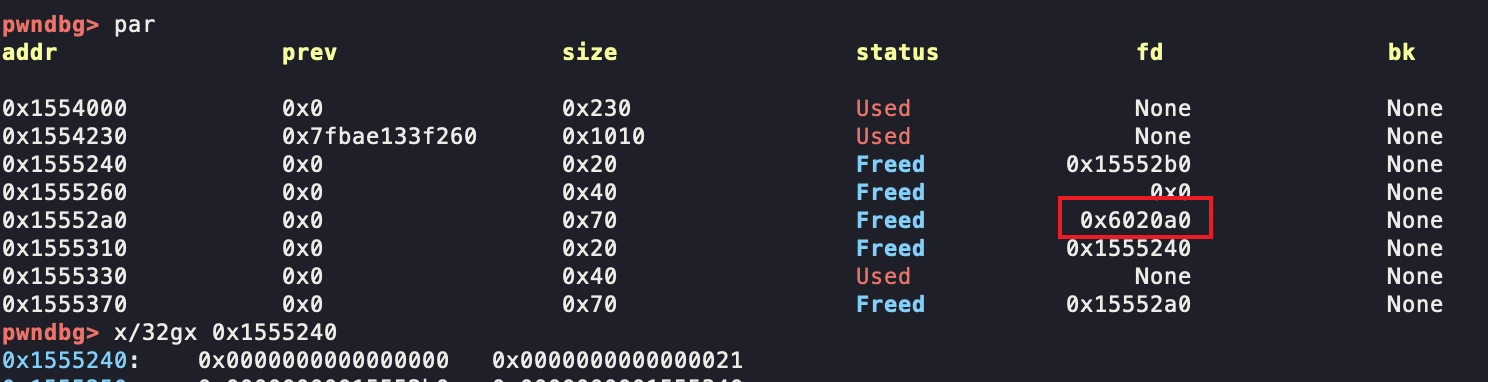 pwndbg> par
addr prev size status fd bk
0x1554000 0x0 0x230 Used None None
0x1554230 0x7fbae133f260 0x1010 Used None None
0x1555240 0x0 0x20 Freed 0x15552b0 None
0x1555260 0x0 0x40 Freed 0x0 None
0x15552a0 0x0 0x70 Freed 0x6020a0 None
0x1555310 0x0 0x20 Freed 0x1555240 None
0x1555330 0x0 0x40 Used None None
0x1555370 0x0 0x70 Freed 0x15552a0 None
pwndbg> x/32gx 0x1555240
0x1555240: 0x0000000000000000 0x0000000000000021